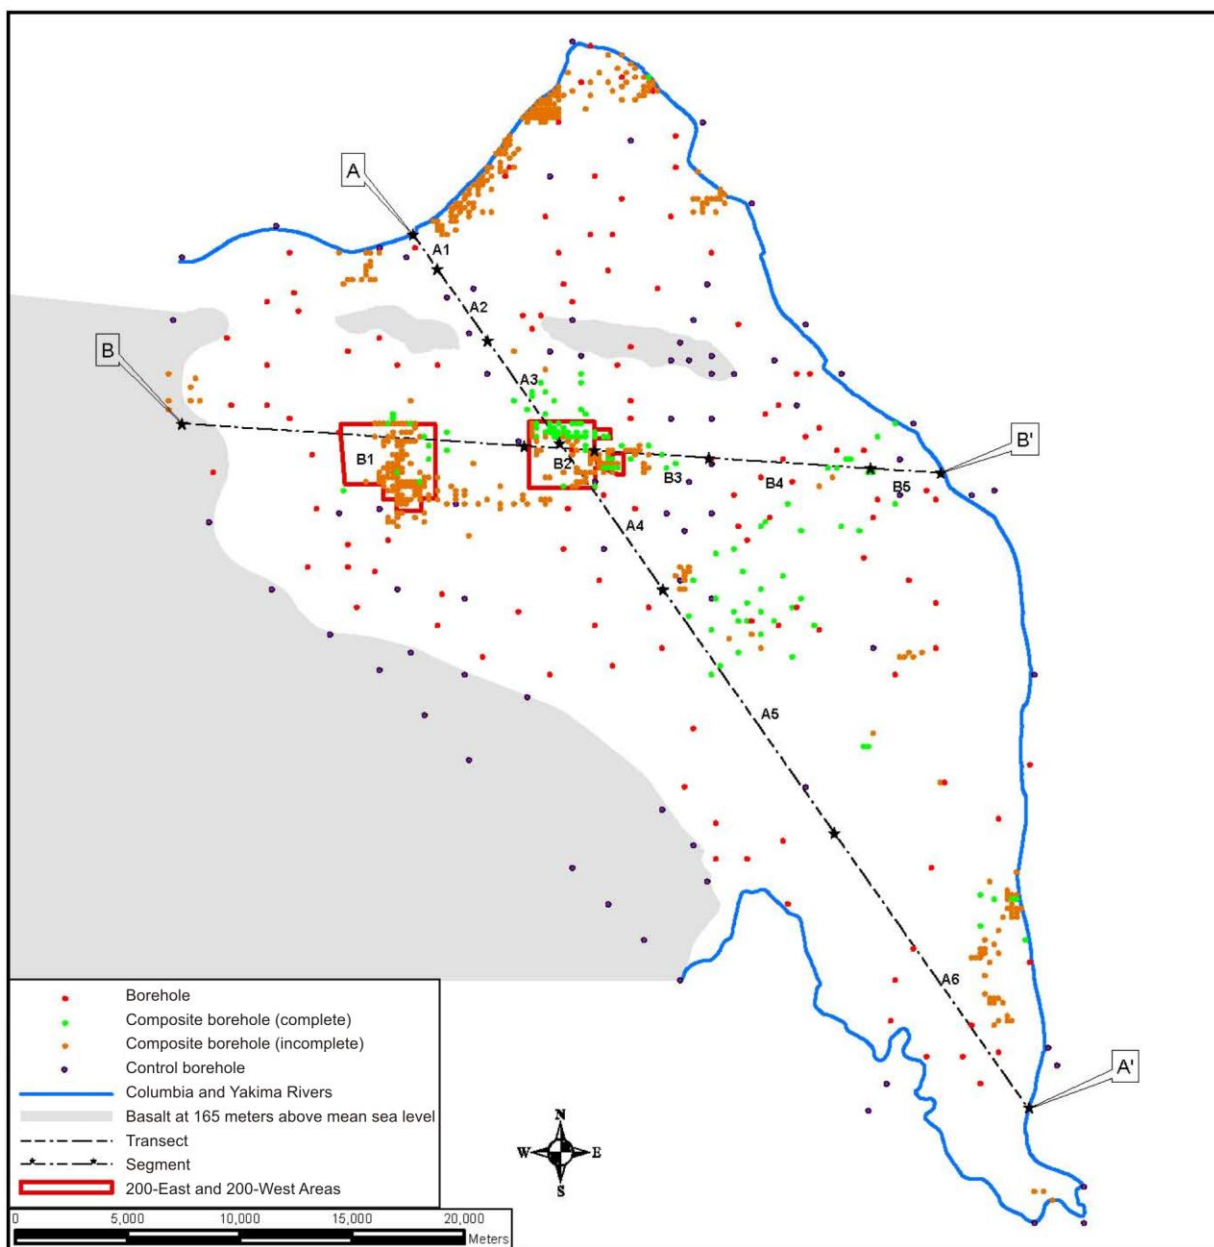 A
A1
A2
B
A3
B'
B1
B2
B3
B4
B5
A4
A5
A6
A'
Borehole
Composite borehole (complete)
Composite borehole (incomplete)
Control borehole
Columbia and Yakima Rivers
Basalt at 165 meters above mean sea level
Transect
Segment
200-East and 200-West Areas
N
W E
S
0 5,000 10,000 15,000 20,000
Meters